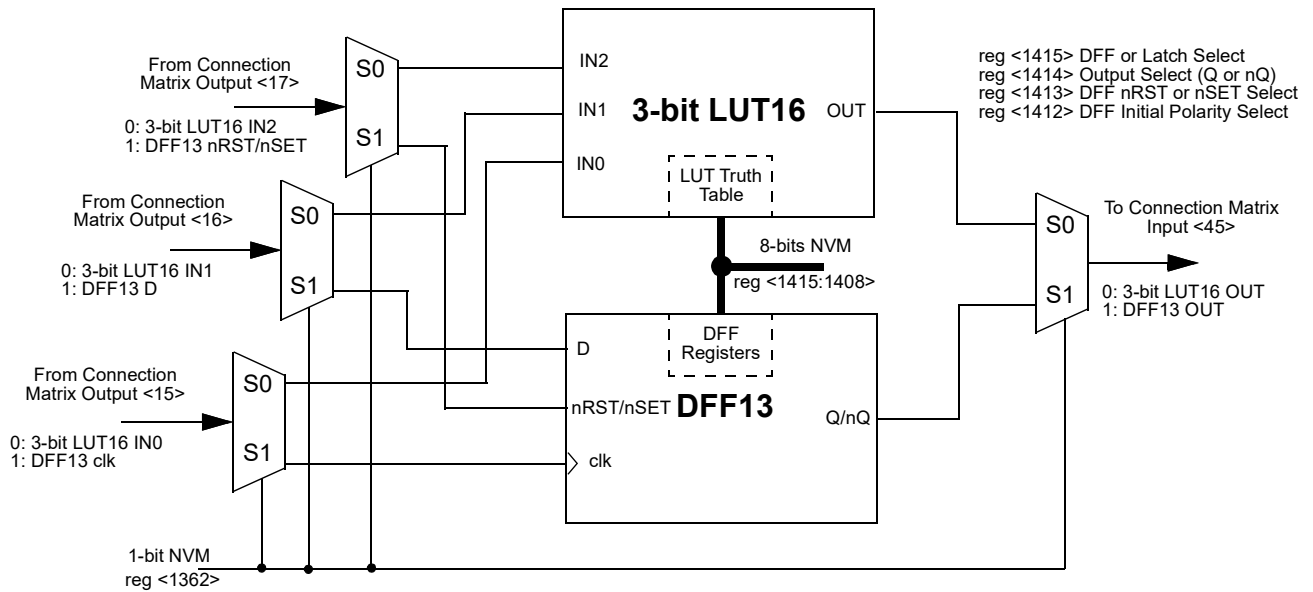 From Connection
Matrix Output <17>
0: 3-bit LUT16 IN2
1: DFF13 nRST/nSET
S0
S1
From Connection
Matrix Output <16>
0: 3-bit LUT16 IN1
1: DFF13 D
S0
S1
From Connection
Matrix Output <15>
0: 3-bit LUT16 IN0
1: DFF13 clk
S0
S1
1-bit NVM
reg <1362>
IN2
IN1
IN0
3-bit LUT16
OUT
LUT Truth
Table
8-bits NVM
reg <1415:1408>
DFF
Registers
D
nRST/nSET
DFF13
clk
Q/nQ
reg <1415> DFF or Latch Select
reg <1414> Output Select (Q or nQ)
reg <1413> DFF nRST or nSET Select
reg <1412> DFF Initial Polarity Select
S0
S1
To Connection Matrix
Input <45>
0: 3-bit LUT16 OUT
1: DFF13 OUT